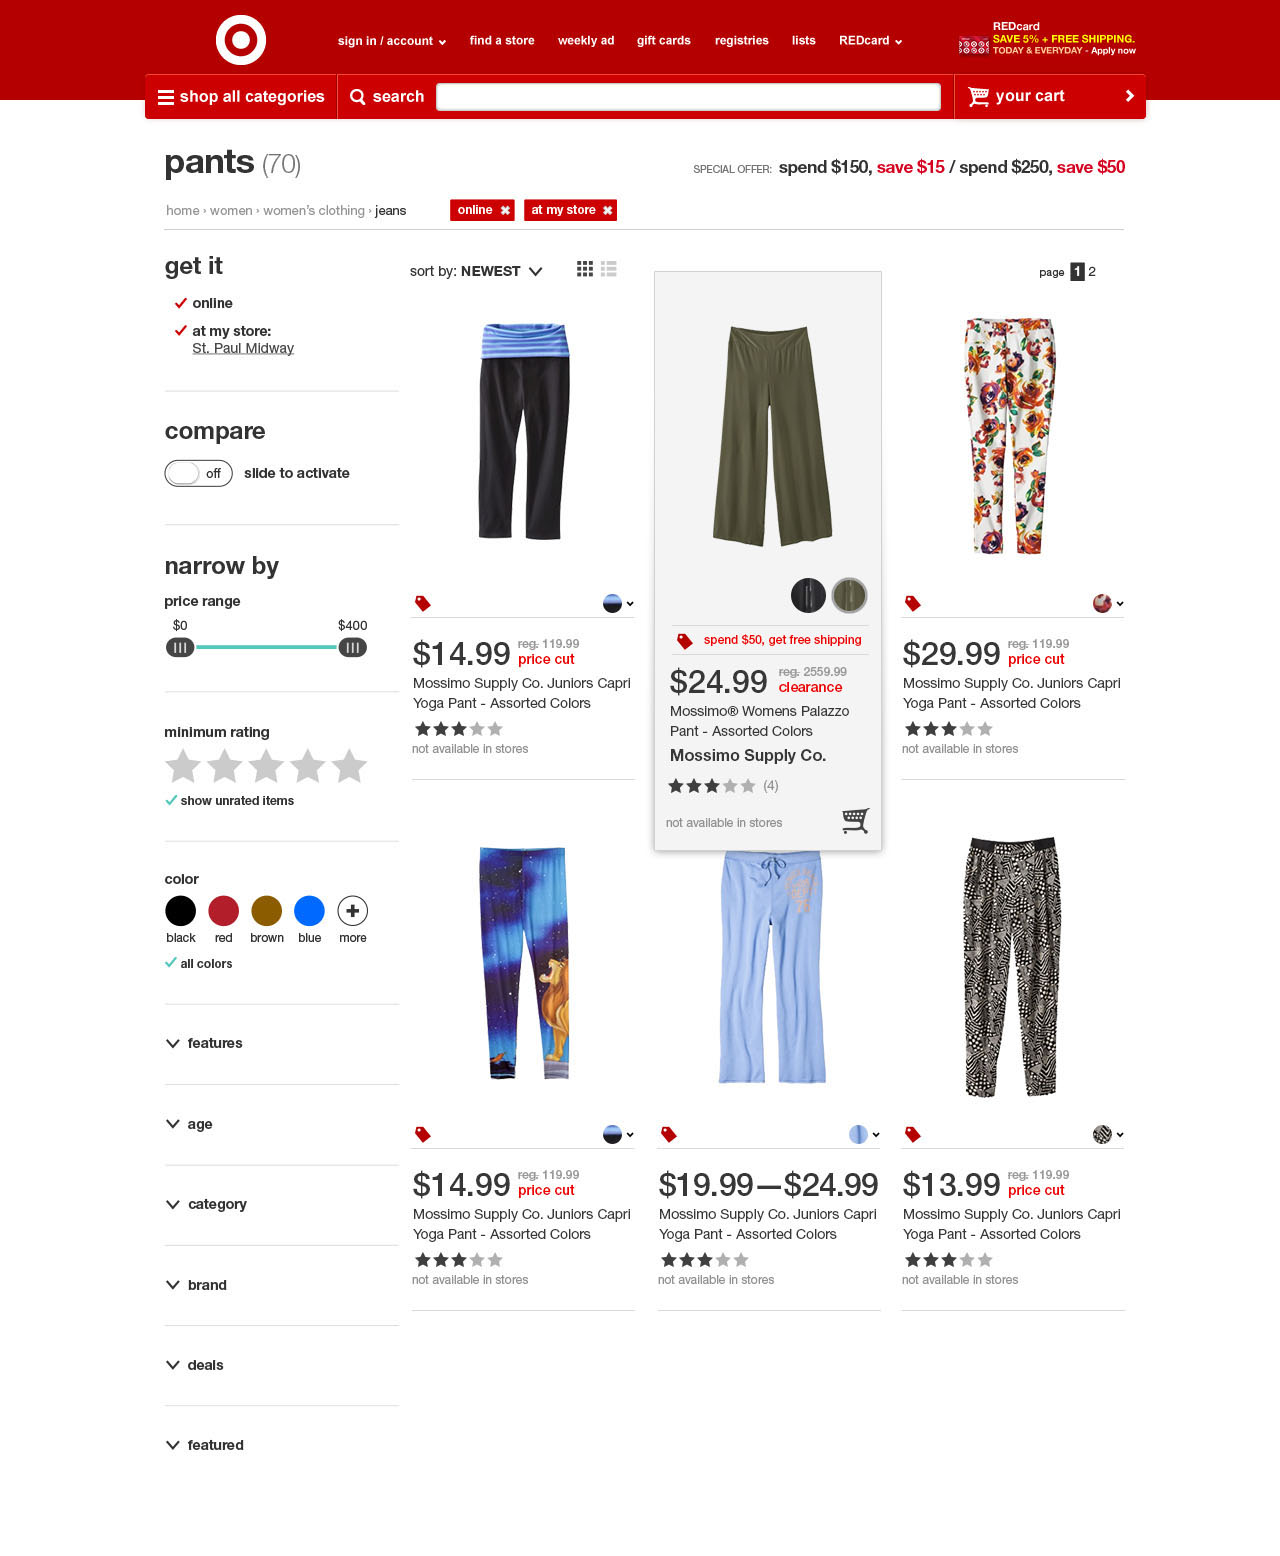 sign in / account
find a store
weekly ad
gift cards
registries
lists
REDcard
REDcard
SAVE 5% + FREE SHIPPING.
TODAY & EVERYDAY - Apply now
shop all categories
search
your cart
pants (70)
SPECIAL OFFER: spend $150, save $15 / spend $250, save $50
home › women › women's clothing › jeans
online
at my store
get it
online
at my store:
St. Paul Midway
compare
off
slide to activate
narrow by
price range
$0
$400
minimum rating
show unrated items
color
black
red
brown
blue
more
all colors
features
age
category
brand
deals
featured
sort by: NEWEST
page 1 2
$14.99
reg. 119.99
price cut
Mossimo Supply Co. Juniors Capri
Yoga Pant - Assorted Colors
not available in stores
spend $50, get free shipping
$24.99
reg. 2559.99
clearance
Mossimo® Womens Palazzo
Pant - Assorted Colors
Mossimo Supply Co.
(4)
not available in stores
$29.99
reg. 119.99
price cut
Mossimo Supply Co. Juniors Capri
Yoga Pant - Assorted Colors
not available in stores
$14.99
reg. 119.99
price cut
Mossimo Supply Co. Juniors Capri
Yoga Pant - Assorted Colors
not available in stores
$19.99—$24.99
Mossimo Supply Co. Juniors Capri
Yoga Pant - Assorted Colors
not available in stores
$13.99
reg. 119.99
price cut
Mossimo Supply Co. Juniors Capri
Yoga Pant - Assorted Colors
not available in stores